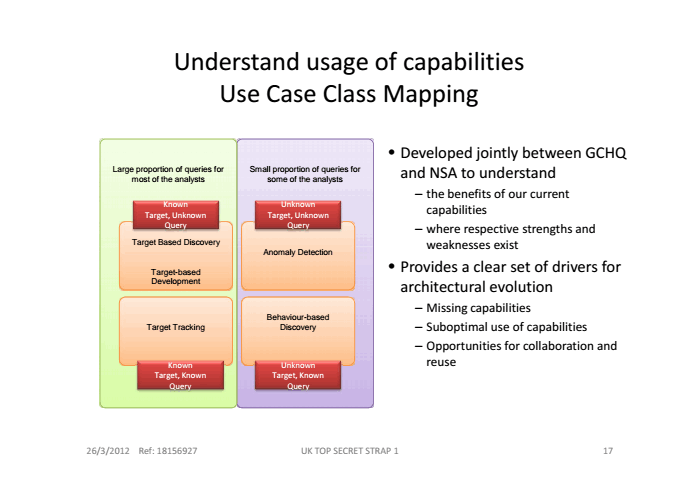 Understand usage of capabilities
Use Case Class Mapping
Large proportion of queries for
most of the analysts
Known
Target, Unknown
Query
Target Based Discovery
Target-based
Development
Target Tracking
Known
Target, Known
Query
Small proportion of queries for
some of the analysts
Unknown
Target, Unknown
Query
Anomaly Detection
Behaviour-based
Discovery
Unknown
Target, Known
Query
• Developed jointly between GCHQ
and NSA to understand
– the benefits of our current
capabilities
– where respective strengths and
weaknesses exist
• Provides a clear set of drivers for
architectural evolution
– Missing capabilities
– Suboptimal use of capabilities
– Opportunities for collaboration and
reuse
26/3/2012 Ref: 18156927
UK TOP SECRET STRAP 1
17